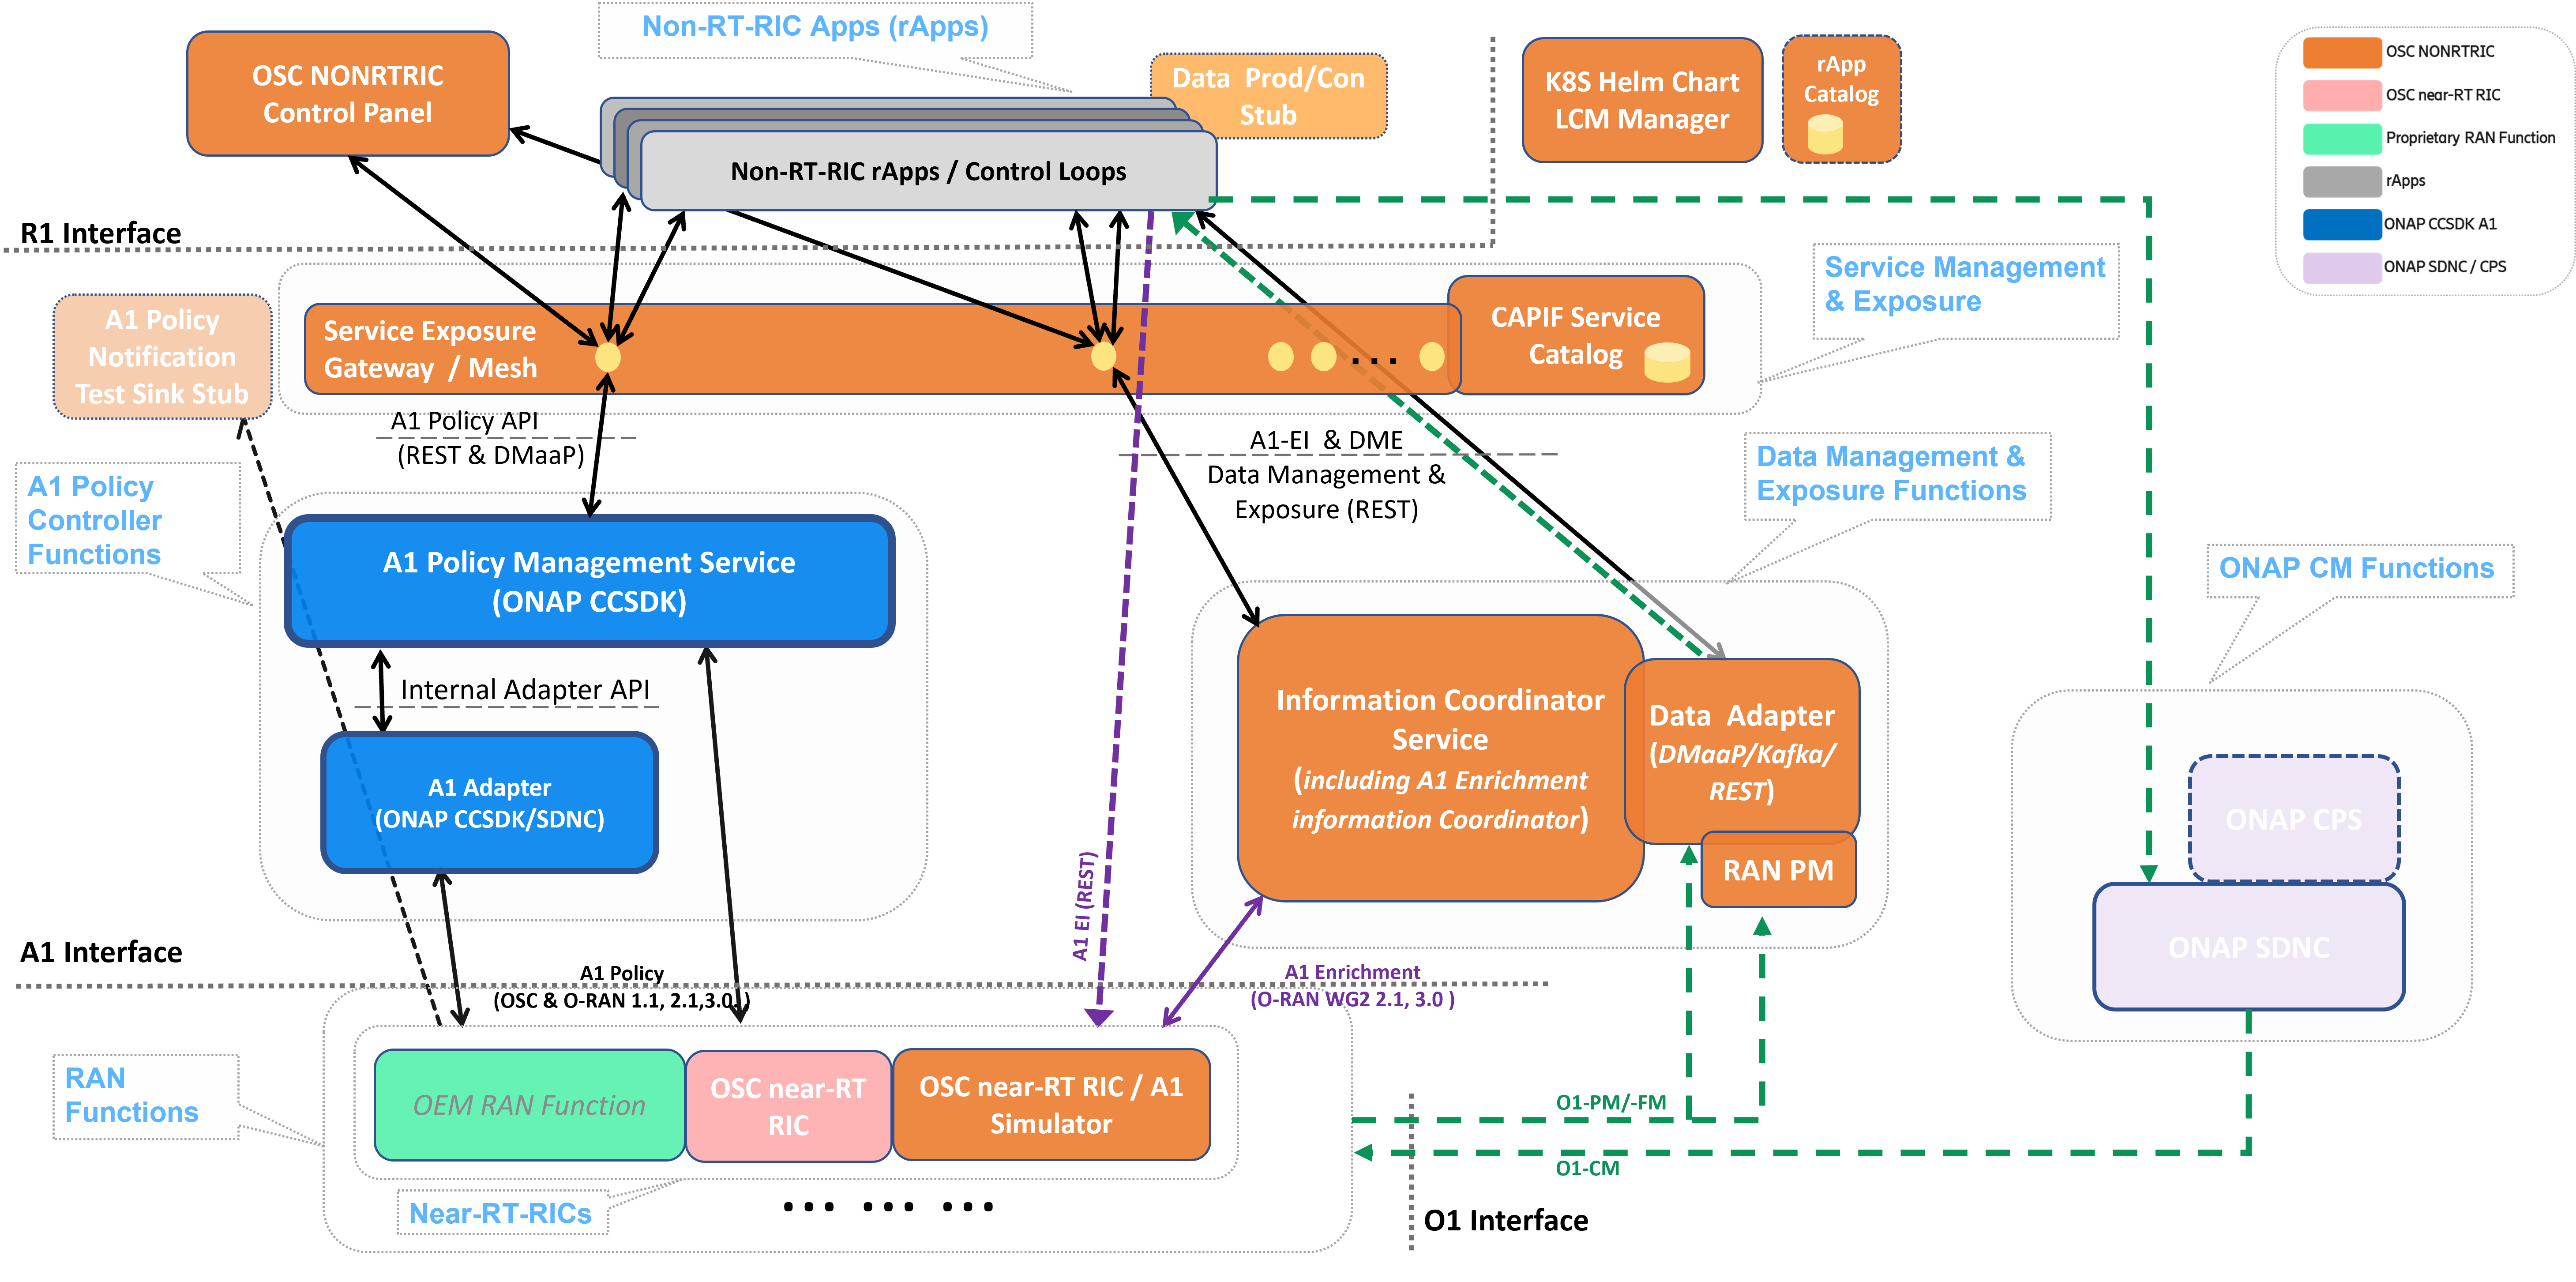 Non-RT-RIC Apps (rApps)
OSC NONRTRIC
Control Panel
Data Prod/Con
Stub
K8S Helm Chart
LCM Manager
rApp
Catalog
OSC NONRTRIC
OSC near-RT RIC
Proprietary RAN Function
rApps
ONAP CCSDK A1
ONAP SDNC / CPS
Non-RT-RIC rApps / Control Loops
R1 Interface
Service Management
& Exposure
A1 Policy
Notification
Test Sink Stub
Service Exposure
Gateway / Mesh
...
CAPIF Service
Catalog
A1 Policy API
(REST & DMaaP)
A1-EI & DME
Data Management &
Exposure (REST)
Data Management &
Exposure Functions
A1 Policy
Controller
Functions
A1 Policy Management Service
(ONAP CCSDK)
ONAP CM Functions
Internal Adapter API
A1 Adapter
(ONAP CCSDK/SDNC)
Information Coordinator
Service
(including A1 Enrichment
information Coordinator)
Data Adapter
(DMaaP/Kafka/
REST)
RAN PM
ONAP CPS
ONAP SDNC
A1 EI (REST)
A1 Interface
A1 Policy
(OSC & O-RAN 1.1, 2.1,3.0.)
A1 Enrichment
(O-RAN WG2 2.1, 3.0 )
RAN
Functions
OEM RAN Function
OSC near-RT
RIC
OSC near-RT RIC / A1
Simulator
O1-PM/-FM
O1-CM
Near-RT-RICs
... ... ...
O1 Interface